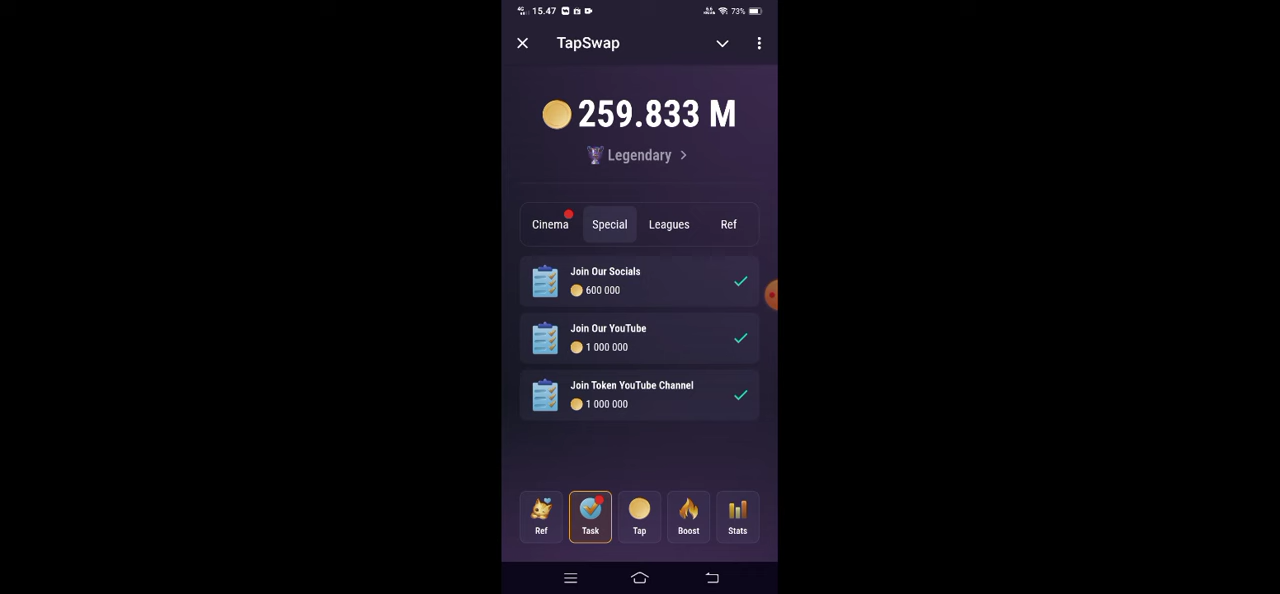 4G 15.47 73%
TapSwap
259.833 M
Legendary
Cinema Special Leagues Ref
Join Our Socials
600 000
Join Our YouTube
1 000 000
Join Token YouTube Channel
1 000 000
Ref Task Tap Boost Stats